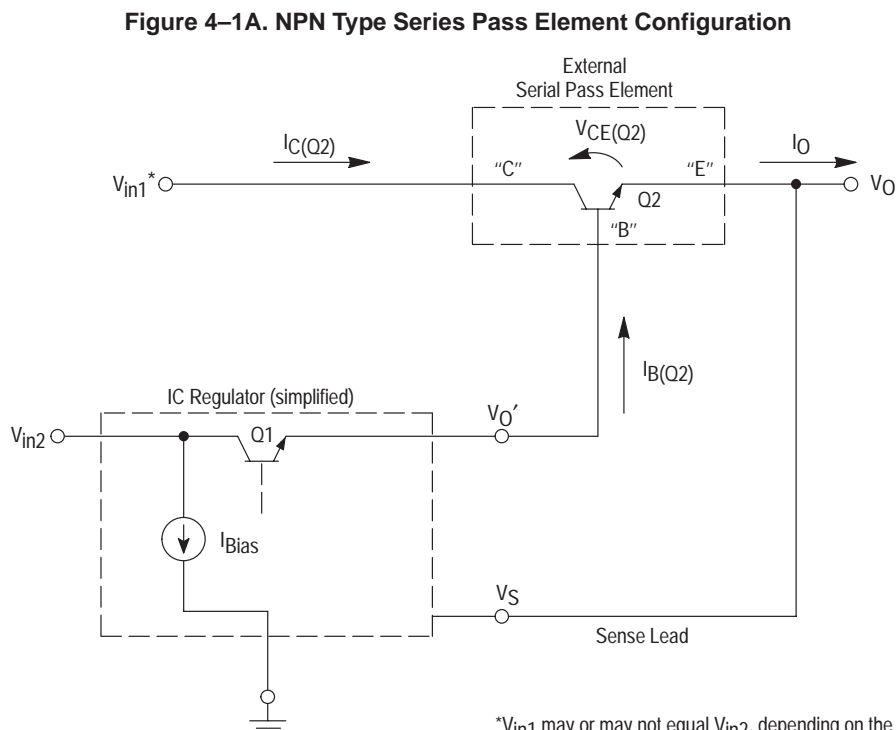 Figure 4–1A. NPN Type Series Pass Element Configuration
External
Serial Pass Element
IC(Q2)
VCE(Q2)
IO
Vin1*
“C”
“E”
VO
Q2
“B”
IB(Q2)
IC Regulator (simplified)
Vin2
Q1
VO′
IBias
VS
Sense Lead
*Vin1 may or may not equal Vin2, depending on the